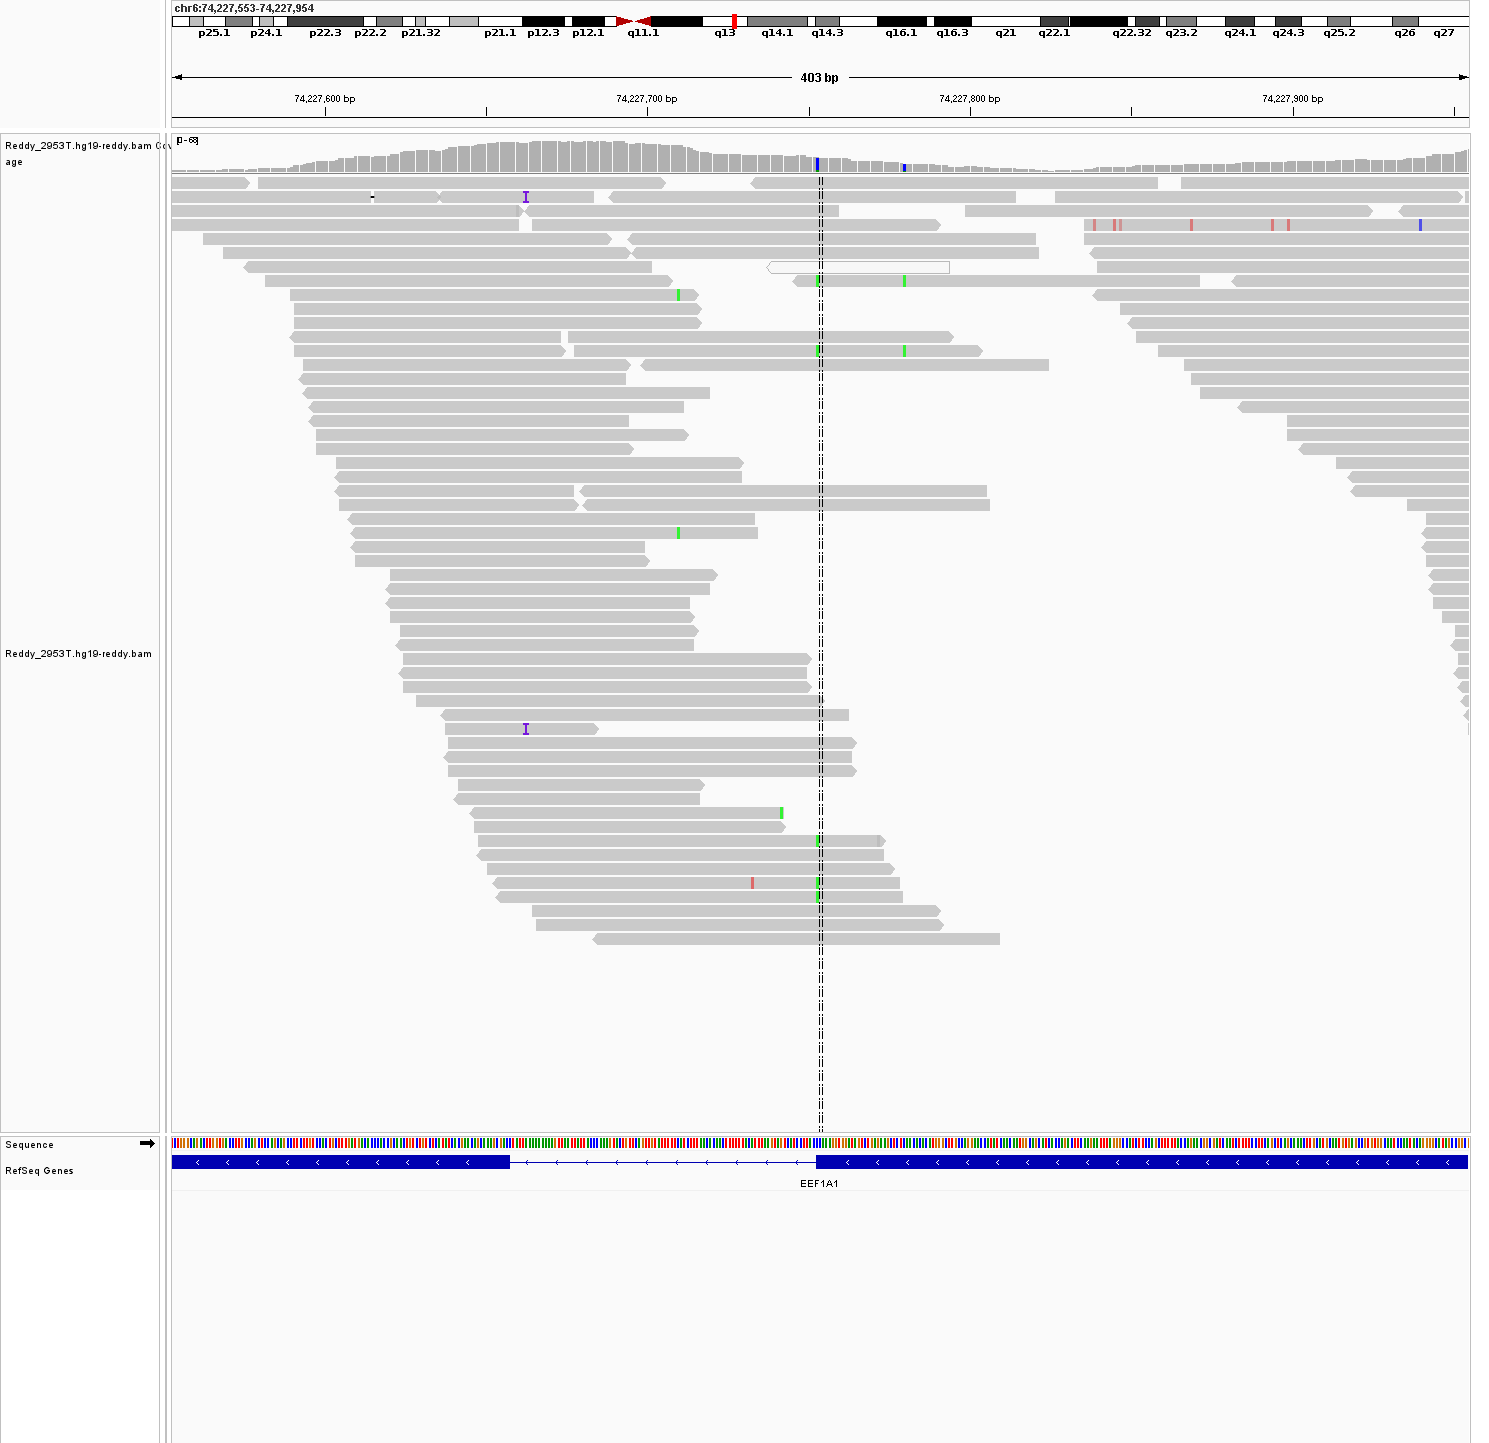 chr6:74,227,553-74,227,954
p25.1 p24.1 p22.3 p22.2 p21.32 p21.1 p12.3 p12.1 q11.1 q13 q14.1 q14.3 q16.1 q16.3 q21 q22.1 q22.32 q23.2 q24.1 q24.3 q25.2 q26 q27
403 bp
74,227,600 bp 74,227,700 bp 74,227,800 bp 74,227,900 bp
Reddy_2953T.hg19-reddy.bam Cov
age
[0 - 68]
I
Reddy_2953T.hg19-reddy.bam
I
Sequence
RefSeq Genes
EEF1A1